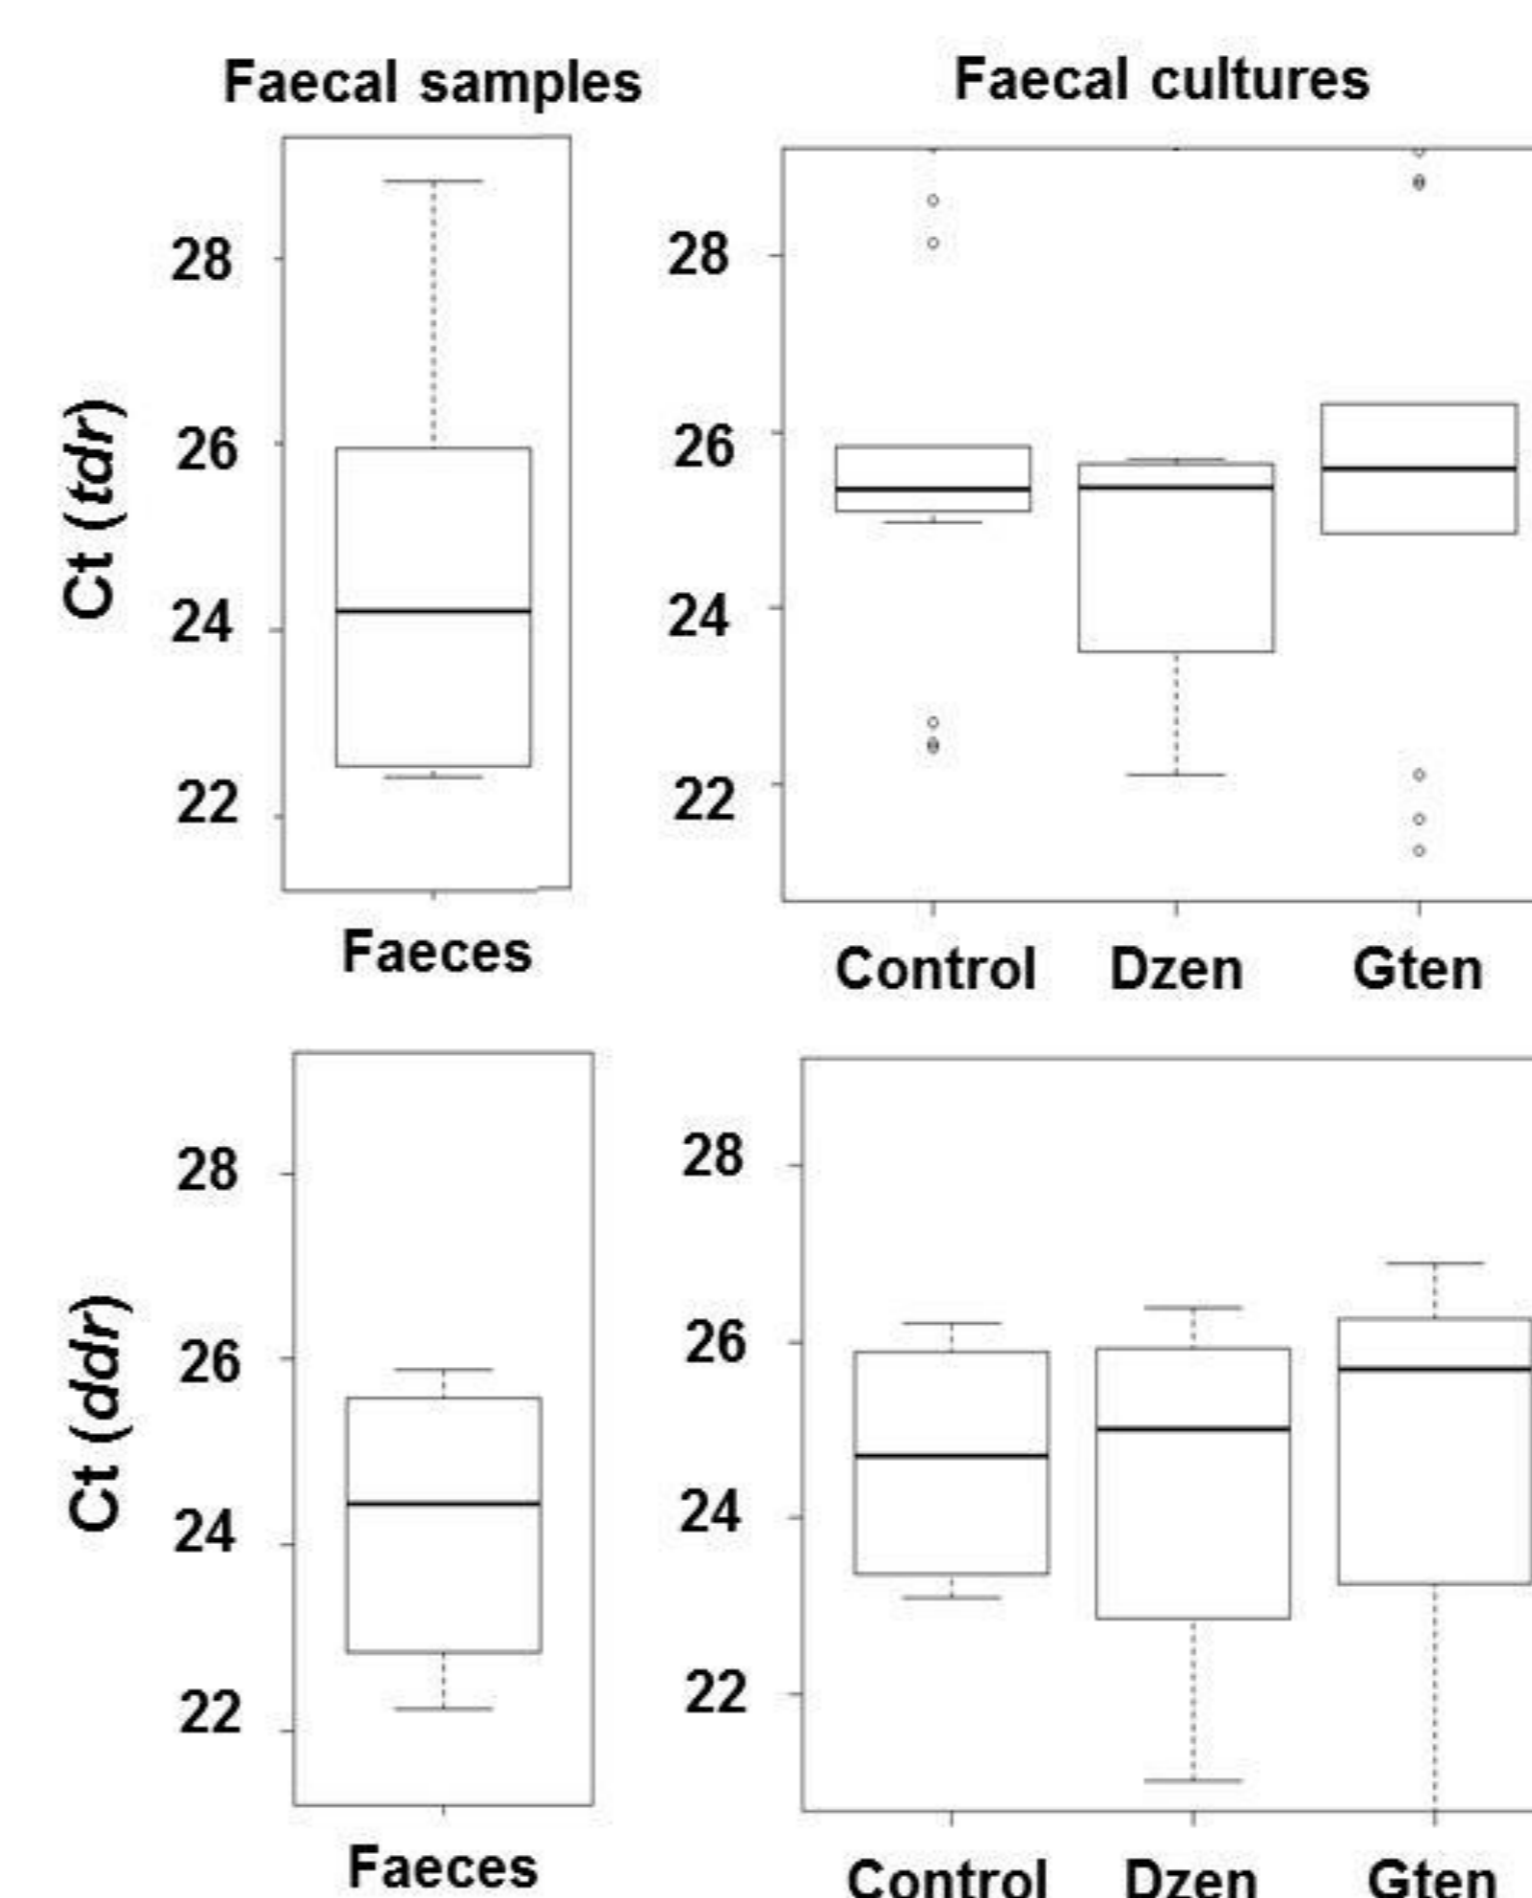 Faecal samples
Faecal cultures
Ct (tdr)
28
26
24
22
Faeces
28
26
24
22
Control Dzen Gten
Ct (ddr)
28
26
24
22
Faeces
28
26
24
22
Control Dzen Gten